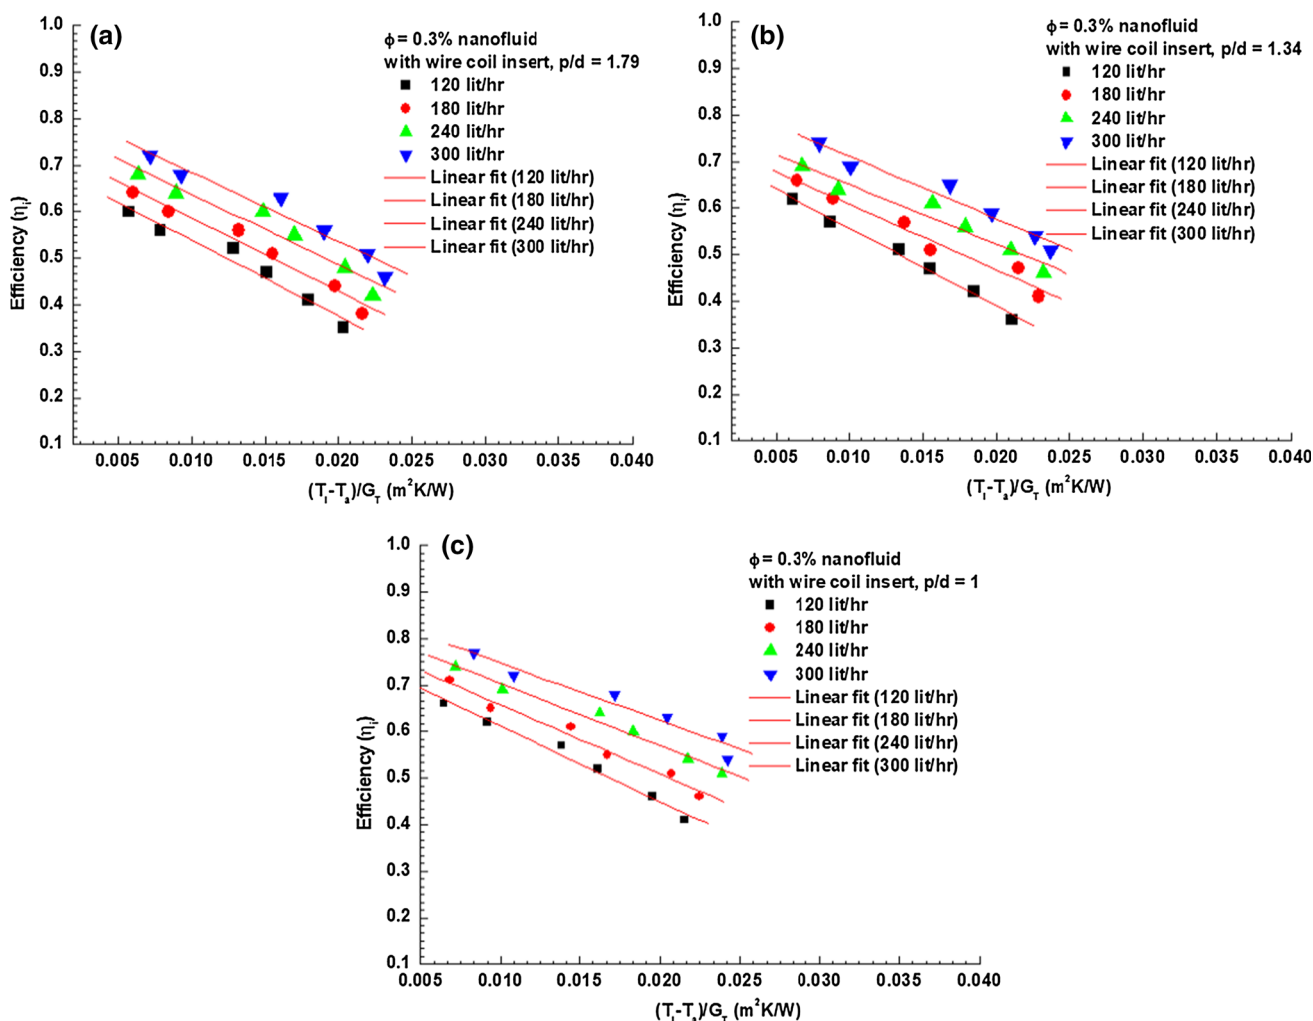 (a)
ϕ = 0.3% nanofluid
with wire coil insert, p/d = 1.79
120 lit/hr
180 lit/hr
240 lit/hr
300 lit/hr
Linear fit (120 lit/hr)
Linear fit (180 lit/hr)
Linear fit (240 lit/hr)
Linear fit (300 lit/hr)
Efficiency (ηi)
1.0
0.9
0.8
0.7
0.6
0.5
0.4
0.3
0.2
0.1
0.005 0.010 0.015 0.020 0.025 0.030 0.035 0.040
(Ti-Ta)/GT (m²K/W)
(b)
ϕ = 0.3% nanofluid
with wire coil insert, p/d = 1.34
120 lit/hr
180 lit/hr
240 lit/hr
300 lit/hr
Linear fit (120 lit/hr)
Linear fit (180 lit/hr)
Linear fit (240 lit/hr)
Linear fit (300 lit/hr)
Efficiency (ηi)
1.0
0.9
0.8
0.7
0.6
0.5
0.4
0.3
0.2
0.1
0.005 0.010 0.015 0.020 0.025 0.030 0.035 0.040
(Ti-Ta)/GT (m²K/W)
(c)
ϕ = 0.3% nanofluid
with wire coil insert, p/d = 1
120 lit/hr
180 lit/hr
240 lit/hr
300 lit/hr
Linear fit (120 lit/hr)
Linear fit (180 lit/hr)
Linear fit (240 lit/hr)
Linear fit (300 lit/hr)
Efficiency (ηi)
1.0
0.9
0.8
0.7
0.6
0.5
0.4
0.3
0.2
0.1
0.005 0.010 0.015 0.020 0.025 0.030 0.035 0.040
(Ti-Ta)/GT (m²K/W)